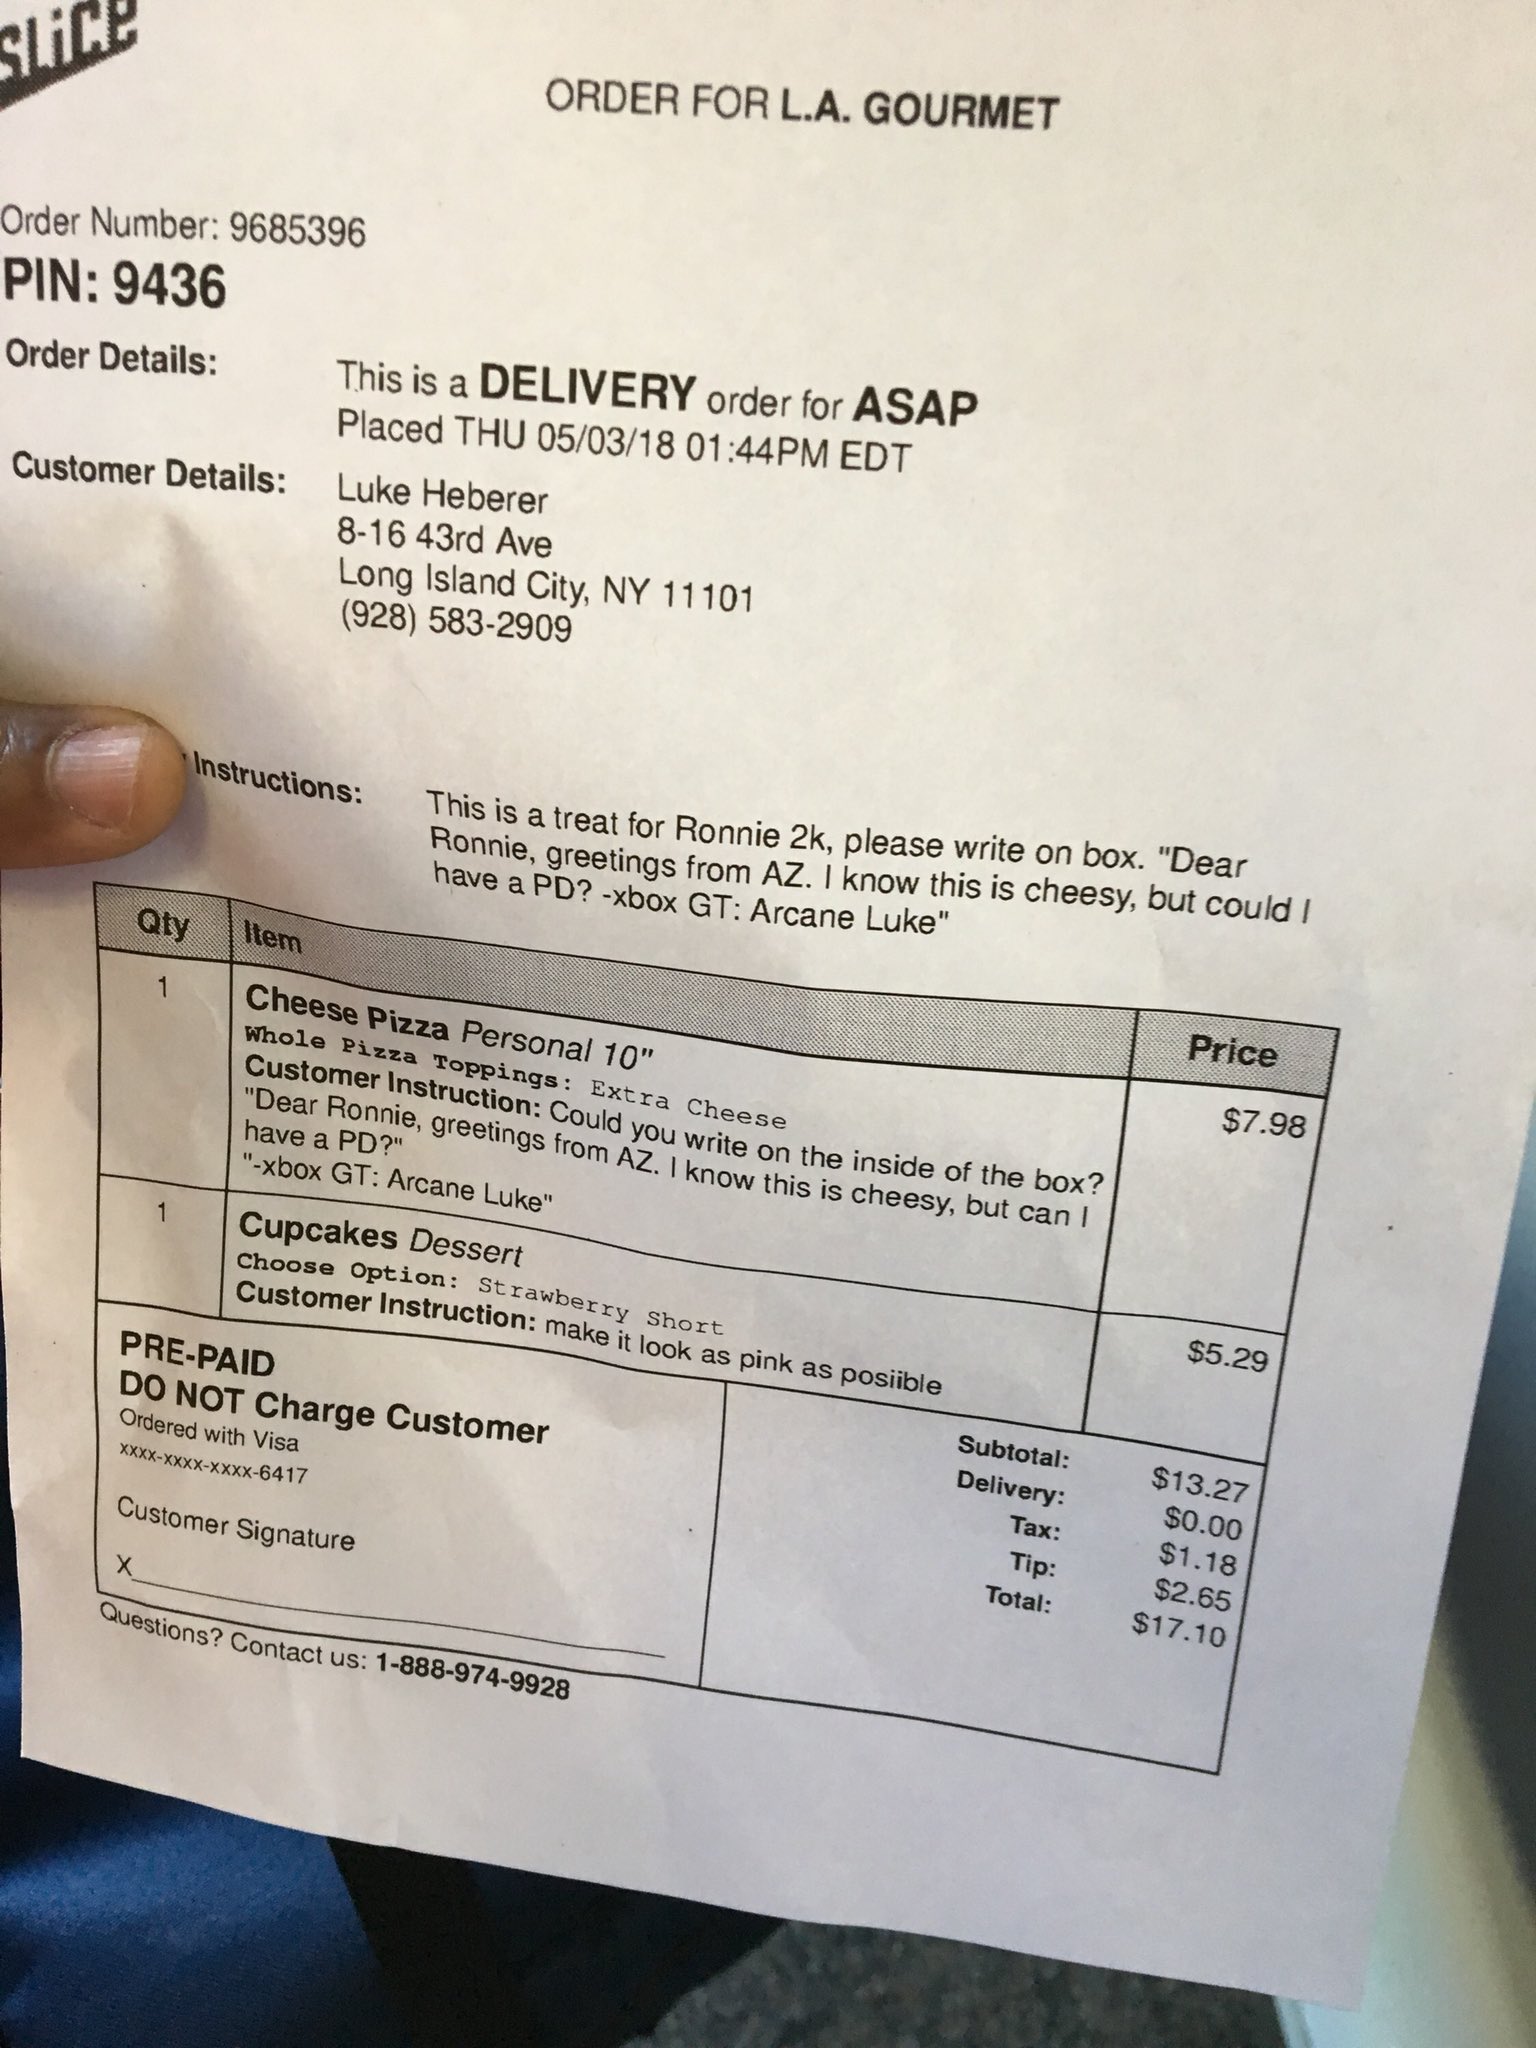 SLiCE
ORDER FOR L.A. GOURMET
Order Number: 9685396
PIN: 9436
Order Details:
This is a DELIVERY order for ASAP
Placed THU 05/03/18 01:44PM EDT
Customer Details:
Luke Heberer
8-16 43rd Ave
Long Island City, NY 11101
(928) 583-2909
Instructions:
This is a treat for Ronnie 2k, please write on box. "Dear
Ronnie, greetings from AZ. I know this is cheesy, but could I
have a PD? -xbox GT: Arcane Luke"
Qty Item Price
1 Cheese Pizza Personal 10" $7.98
Whole Pizza Toppings: Extra Cheese
Customer Instruction: Could you write on the inside of the box?
"Dear Ronnie, greetings from AZ. I know this is cheesy, but can I
have a PD?"
"-xbox GT: Arcane Luke"
1 Cupcakes Dessert $5.29
Choose Option: Strawberry Short
Customer Instruction: make it look as pink as posiible
PRE-PAID
DO NOT Charge Customer
Ordered with Visa
xxxx-xxxx-xxxx-6417
Customer Signature
X
Subtotal: $13.27
Delivery: $0.00
Tax: $1.18
Tip: $2.65
Total: $17.10
Questions? Contact us: 1-888-974-9928